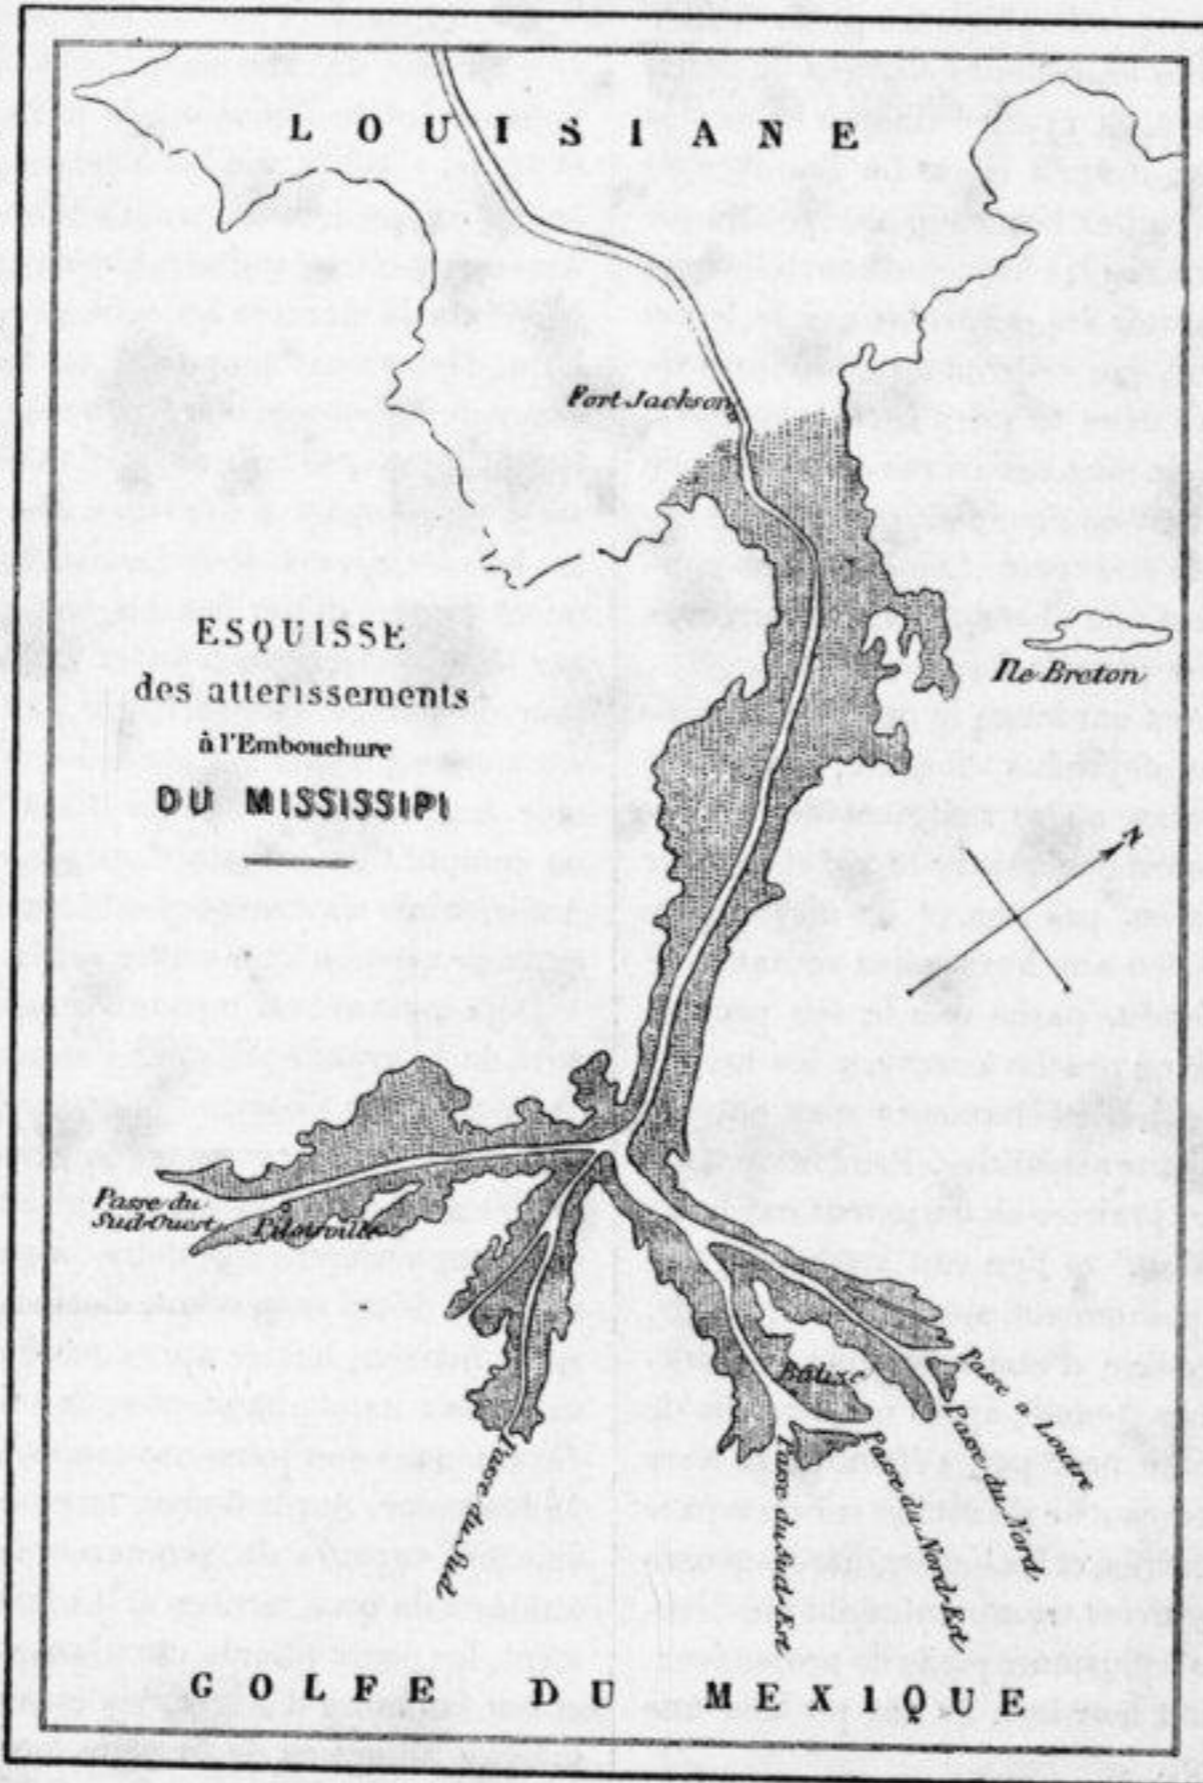 LOUISIANE
Fort Jackson
ESQUISSE
des atterissements
à l'Embouchure
DU MISSISSIPI
Ile Breton
N
Passe du
Sud-Ouest
Pilotville
Balize
Passe a Loutre
Passe du Nord
Passe du Nord-Est
Passe du Sud-Est
Passe du Sud
GOLFE DU MEXIQUE